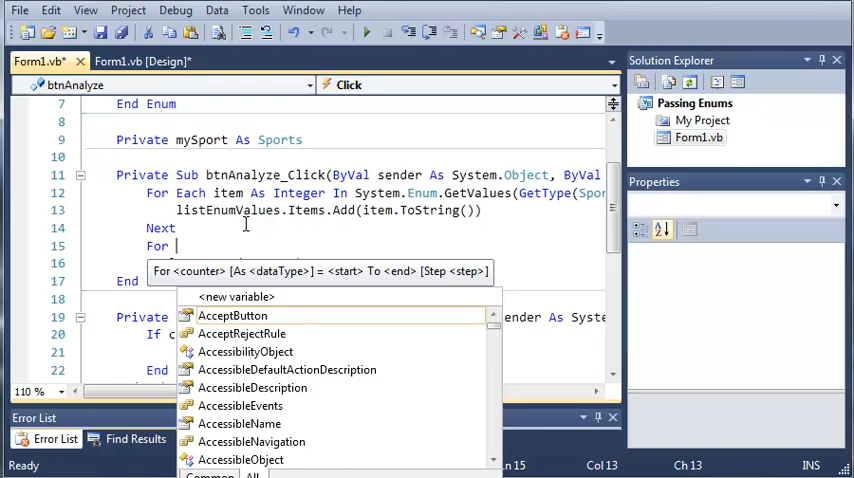 File Edit View Project Debug Data Tools Window Help
Form1.vb* Form1.vb [Design]*
btnAnalyze Click
7 End Enum
8
9 Private mySport As Sports
10
11 Private Sub btnAnalyze_Click(ByVal sender As System.Object, ByVal
12 For Each item As Integer In System.Enum.GetValues(GetType(Spor
13 listEnumValues.Items.Add(item.ToString())
14 Next
15 For
16
For <counter> [As <dataType>] = <start> To <end> [Step <step>]
17 End
18
19 Private sender As Syste
20 If c
21
22 End
<new variable>
AcceptButton
AcceptRejectRule
AccessibilityObject
AccessibleDefaultActionDescription
AccessibleDescription
AccessibleEvents
AccessibleName
AccessibleNavigation
AccessibleObject
Common All
110 %
Error List
Error List Find Results
Ready Ln 15 Col 13 Ch 13 INS
Solution Explorer
Passing Enums
My Project
Form1.vb
Properties